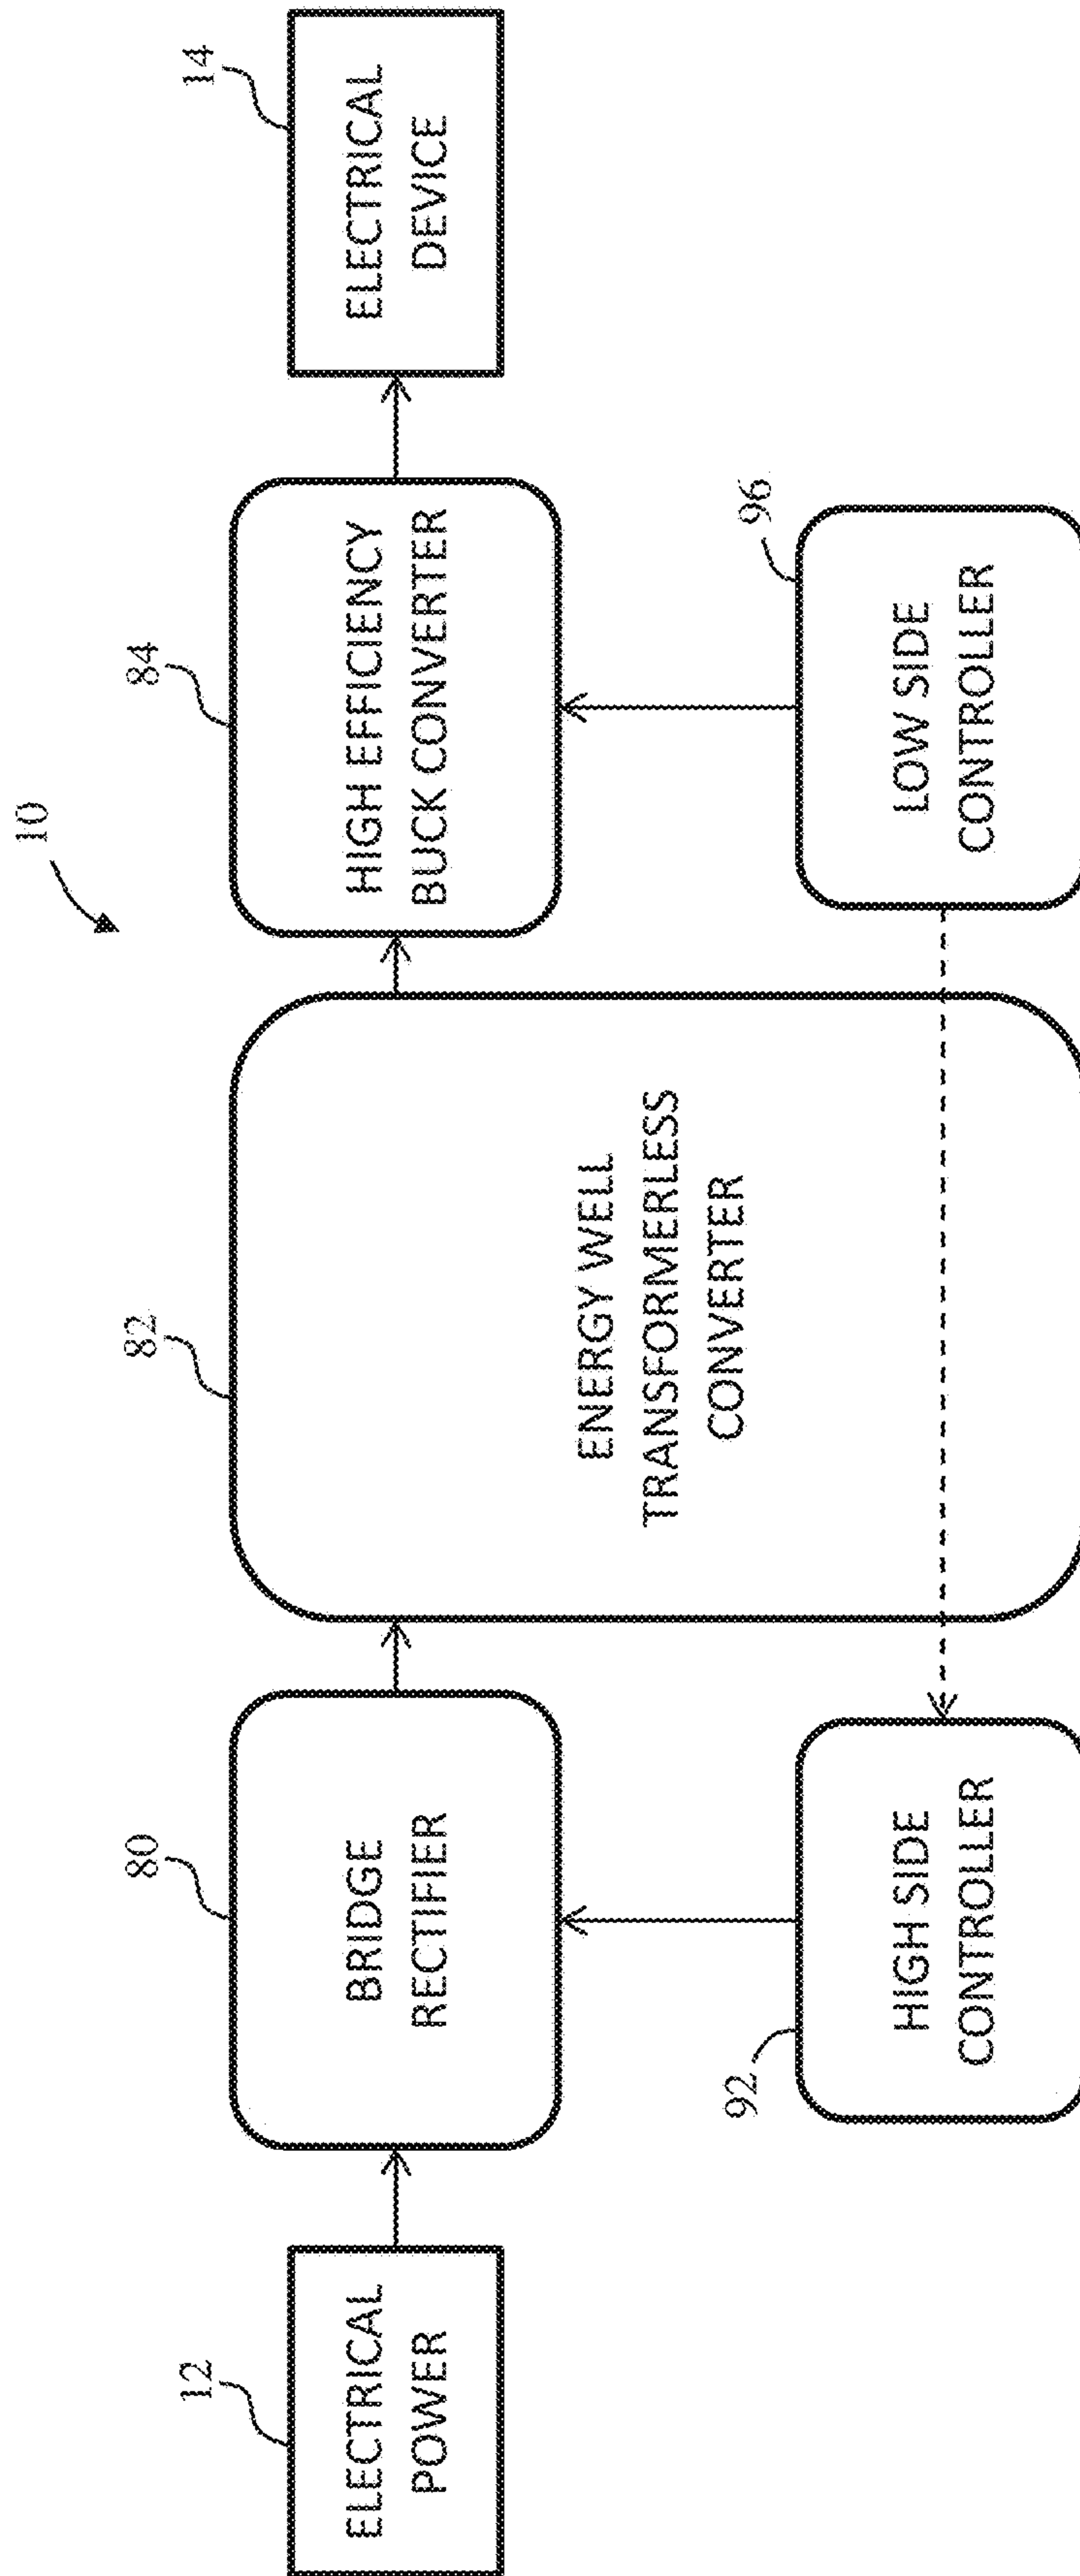 10
12
ELECTRICAL
POWER
80
BRIDGE
RECTIFIER
82
ENERGY WELL
TRANSFORMERLESS
CONVERTER
84
HIGH EFFICIENCY
BUCK CONVERTER
14
ELECTRICAL
DEVICE
92
HIGH SIDE
CONTROLLER
96
LOW SIDE
CONTROLLER